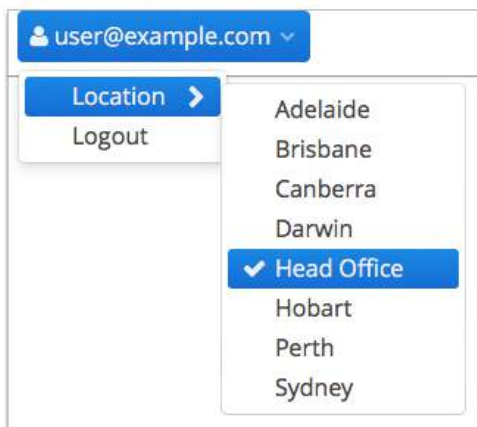 user@example.com
Location
Logout
Adelaide
Brisbane
Canberra
Darwin
Head Office
Hobart
Perth
Sydney